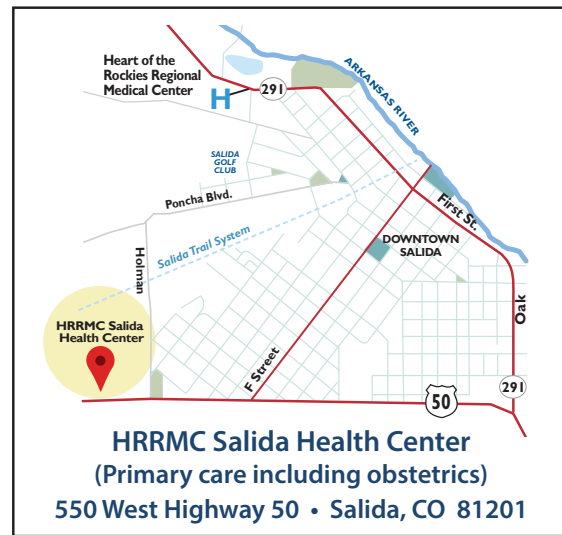 Heart of the
Rockies Regional
Medical Center
H
291
ARKANSAS RIVER
SALIDA
GOLF
CLUB
Poncha Blvd.
First St.
Salida Trail System
DOWNTOWN
SALIDA
Holman
HRRMC Salida
Health Center
Oak
F Street
291
50
HRRMC Salida Health Center
(Primary care including obstetrics)
550 West Highway 50 • Salida, CO 81201